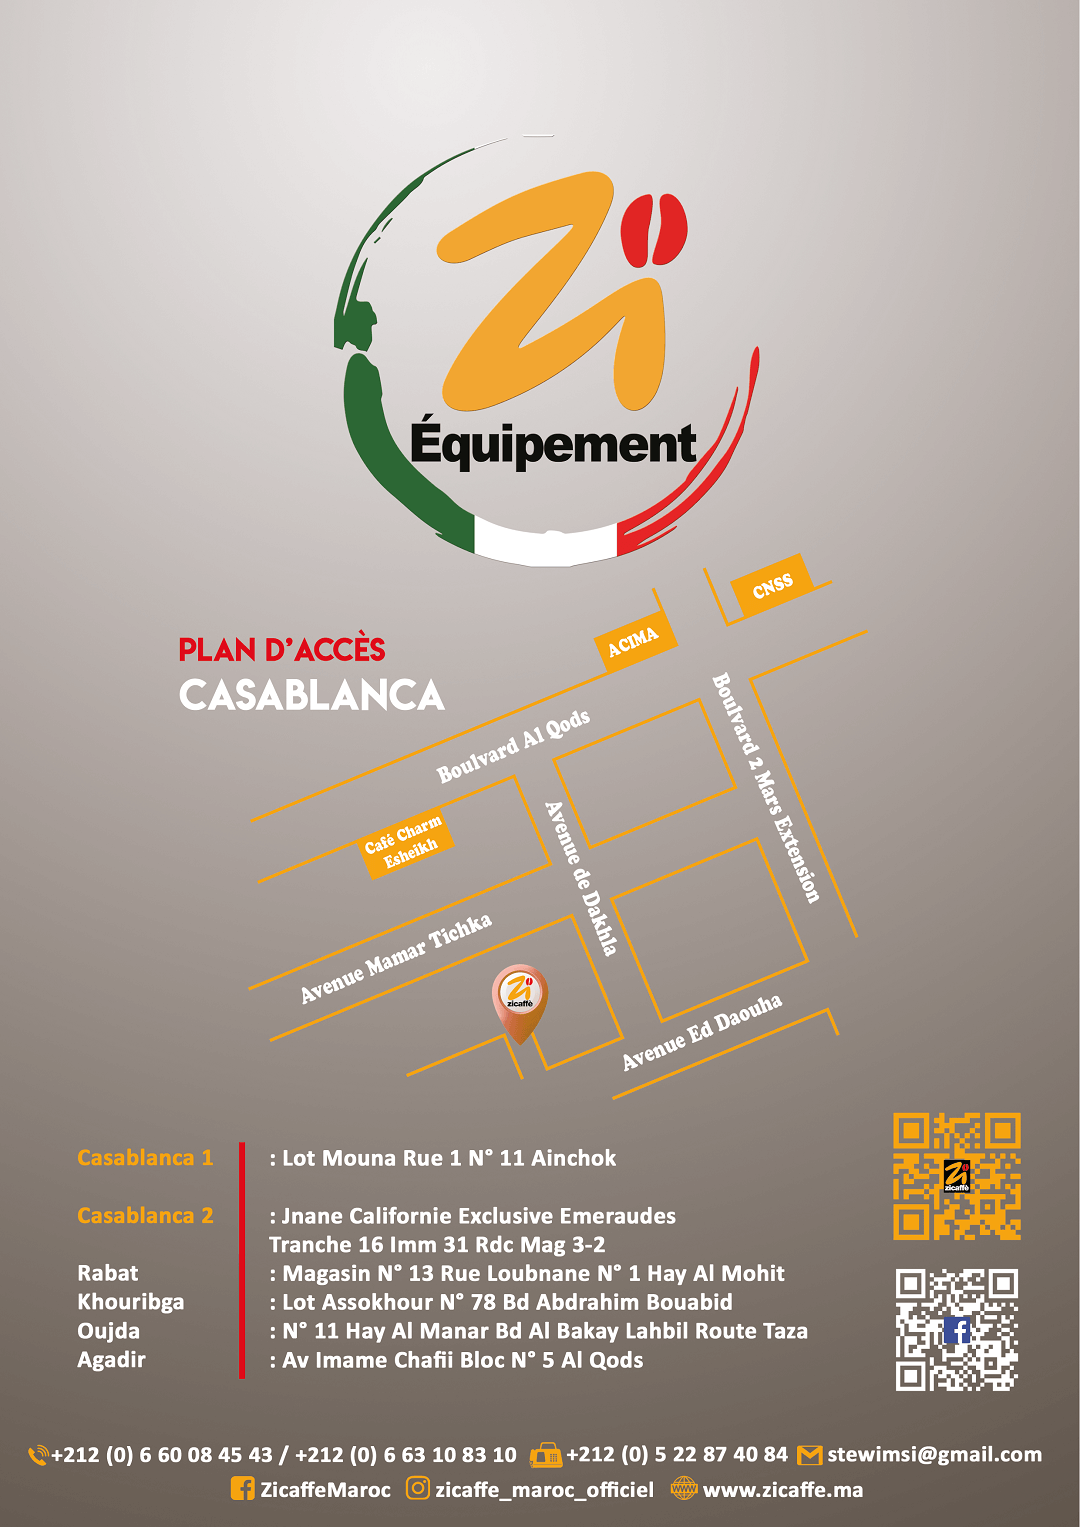 Zi
Équipement
CNSS
ACIMA
PLAN D'ACCÈS
CASABLANCA
Boulvard Al Qods
Boulvard 2 Mars Extension
Café Charm
Esheikh
Avenue de Dakhla
Avenue Mamar Tichka
Zi
zicaffè
Avenue Ed Daouha
Casablanca 1 : Lot Mouna Rue 1 N° 11 Ainchok
Zi
zicaffè
Casablanca 2 : Jnane Californie Exclusive Emeraudes
Tranche 16 Imm 31 Rdc Mag 3-2
Rabat : Magasin N° 13 Rue Loubnane N° 1 Hay Al Mohit
Khouribga : Lot Assokhour N° 78 Bd Abdrahim Bouabid
Oujda : N° 11 Hay Al Manar Bd Al Bakay Lahbil Route Taza
Agadir : Av Imame Chafii Bloc N° 5 Al Qods
+212 (0) 6 60 08 45 43 / +212 (0) 6 63 10 83 10 +212 (0) 5 22 87 40 84 stewimsi@gmail.com
ZicaffeMaroc zicaffe_maroc_officiel www.zicaffe.ma